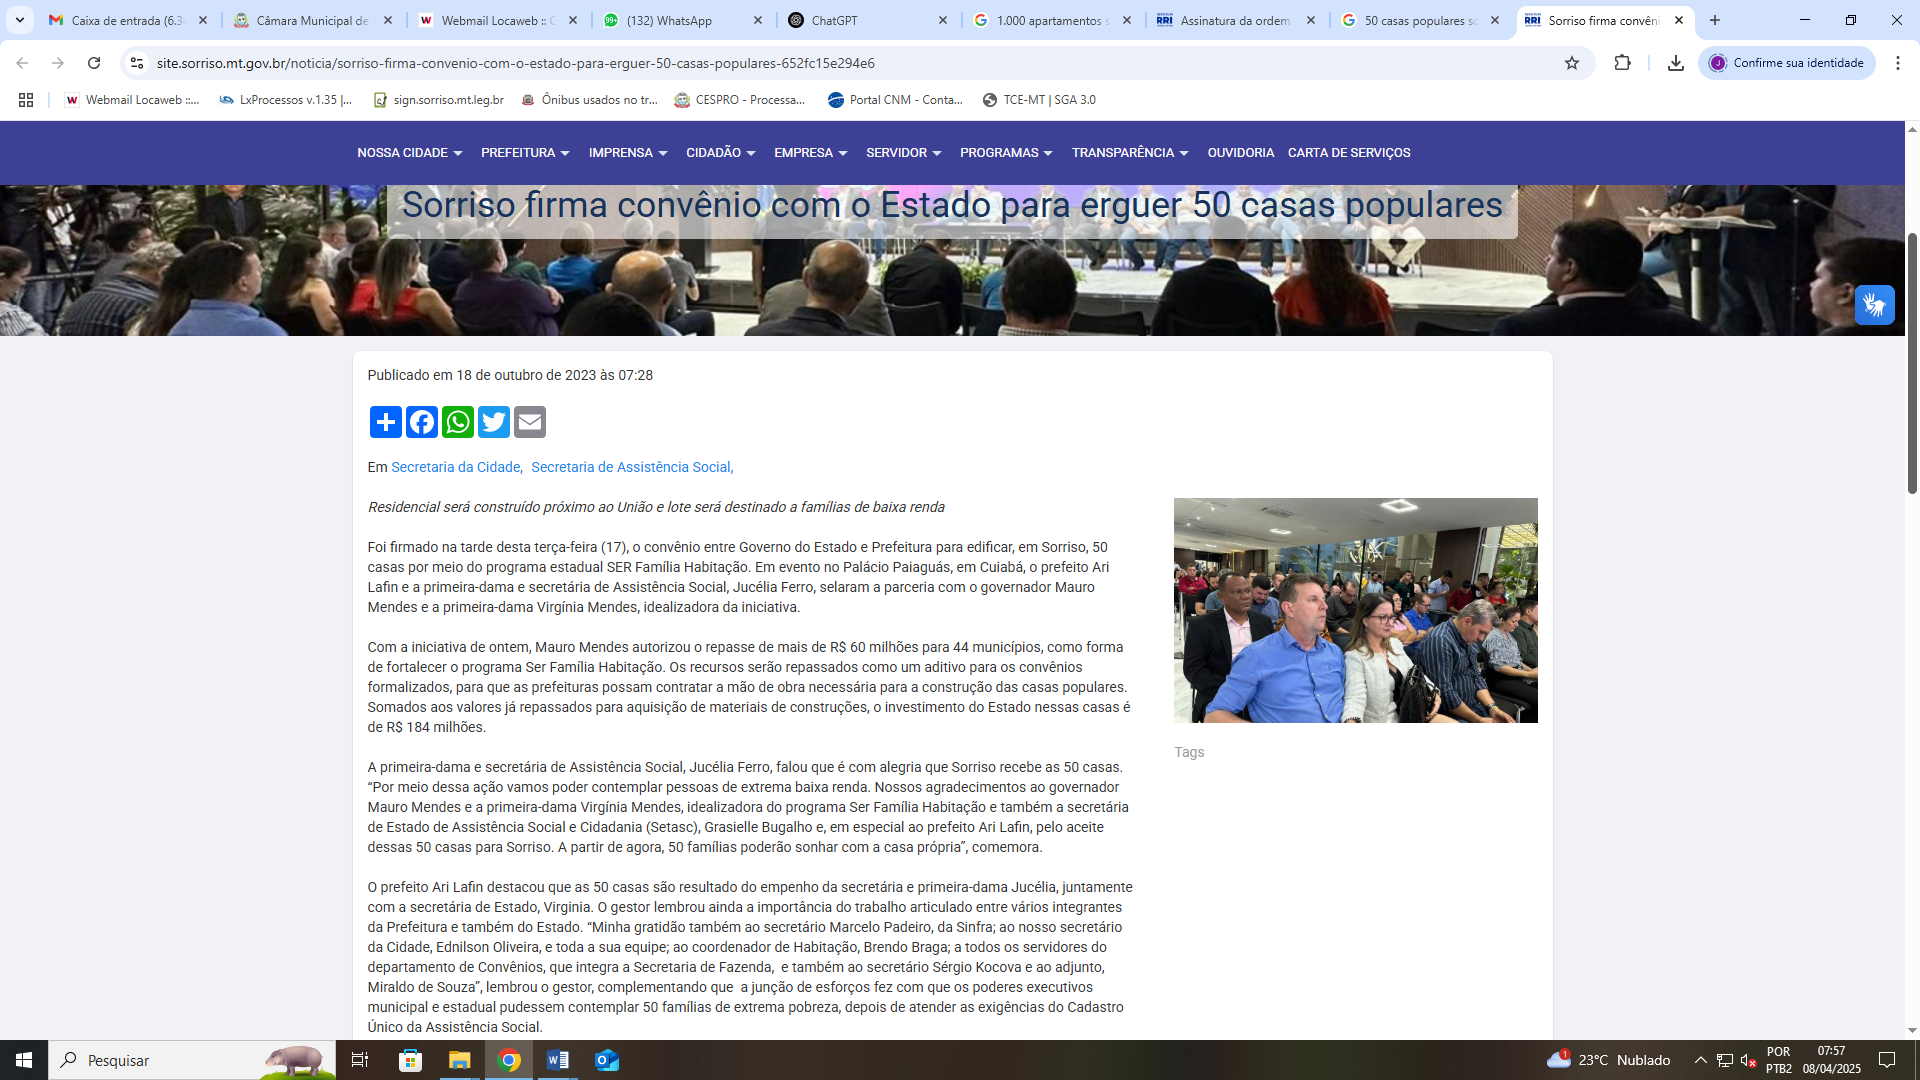 Caixa de entrada (6.3
Câmara Municipal de
Webmail Locaweb :: C
(132) WhatsApp
ChatGPT
1.000 apartamentos s
Assinatura da ordem
50 casas populares so
Sorriso firma convêni
site.sorriso.mt.gov.br/noticia/sorriso-firma-convenio-com-o-estado-para-erguer-50-casas-populares-652fc15e294e6
Confirme sua identidade
Webmail Locaweb ::...
LxProcessos v.1.35 |...
sign.sorriso.mt.leg.br
Ônibus usados no tr...
CESPRO - Processa...
Portal CNM - Conta...
TCE-MT | SGA 3.0
NOSSA CIDADE PREFEITURA IMPRENSA CIDADÃO EMPRESA SERVIDOR PROGRAMAS TRANSPARÊNCIA OUVIDORIA CARTA DE SERVIÇOS
Sorriso firma convênio com o Estado para erguer 50 casas populares
Publicado em 18 de outubro de 2023 às 07:28
Em Secretaria da Cidade, Secretaria de Assistência Social,
Residencial será construído próximo ao União e lote será destinado a famílias de baixa renda
Foi firmado na tarde desta terça-feira (17), o convênio entre Governo do Estado e Prefeitura para edificar, em Sorriso, 50
casas por meio do programa estadual SER Família Habitação. Em evento no Palácio Paiaguás, em Cuiabá, o prefeito Ari
Lafin e a primeira-dama e secretária de Assistência Social, Jucélia Ferro, selaram a parceria com o governador Mauro
Mendes e a primeira-dama Virgínia Mendes, idealizadora da iniciativa.
Com a iniciativa de ontem, Mauro Mendes autorizou o repasse de mais de R$ 60 milhões para 44 municípios, como forma
de fortalecer o programa Ser Família Habitação. Os recursos serão repassados como um aditivo para os convênios
formalizados, para que as prefeituras possam contratar a mão de obra necessária para a construção das casas populares.
Somados aos valores já repassados para aquisição de materiais de construções, o investimento do Estado nessas casas é
de R$ 184 milhões.
A primeira-dama e secretária de Assistência Social, Jucélia Ferro, falou que é com alegria que Sorriso recebe as 50 casas.
“Por meio dessa ação vamos poder contemplar pessoas de extrema baixa renda. Nossos agradecimentos ao governador
Mauro Mendes e a primeira-dama Virgínia Mendes, idealizadora do programa Ser Família Habitação e também a secretária
de Estado de Assistência Social e Cidadania (Setasc), Grasielle Bugalho e, em especial ao prefeito Ari Lafin, pelo aceite
dessas 50 casas para Sorriso. A partir de agora, 50 famílias poderão sonhar com a casa própria”, comemora.
O prefeito Ari Lafin destacou que as 50 casas são resultado do empenho da secretária e primeira-dama Jucélia, juntamente
com a secretária de Estado, Virginia. O gestor lembrou ainda a importância do trabalho articulado entre vários integrantes
da Prefeitura e também do Estado. “Minha gratidão também ao secretário Marcelo Padeiro, da Sinfra; ao nosso secretário
da Cidade, Ednilson Oliveira, e toda a sua equipe; ao coordenador de Habitação, Brendo Braga; a todos os servidores do
departamento de Convênios, que integra a Secretaria de Fazenda, e também ao secretário Sérgio Kocova e ao adjunto,
Miraldo de Souza”, lembrou o gestor, complementando que a junção de esforços fez com que os poderes executivos
municipal e estadual pudessem contemplar 50 famílias de extrema pobreza, depois de atender as exigências do Cadastro
Único da Assistência Social.
Tags
Pesquisar
1
23°C Nublado
POR
PTB2
07:57
08/04/2025